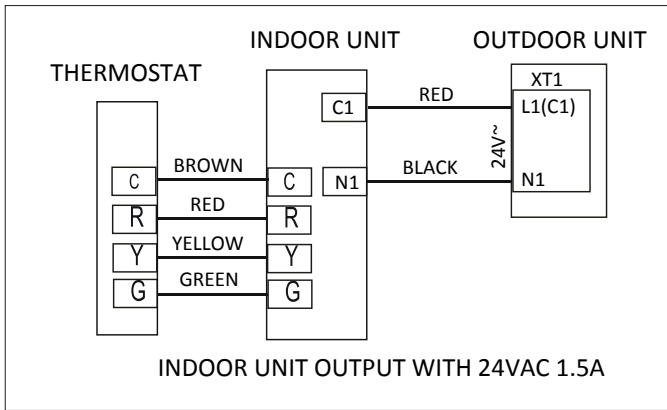 INDOOR UNIT
OUTDOOR UNIT
THERMOSTAT
XT1
C1
RED
L1(C1)
24V~
C
BROWN
C
N1
BLACK
N1
R
RED
R
Y
YELLOW
Y
G
GREEN
G
INDOOR UNIT OUTPUT WITH 24VAC 1.5A